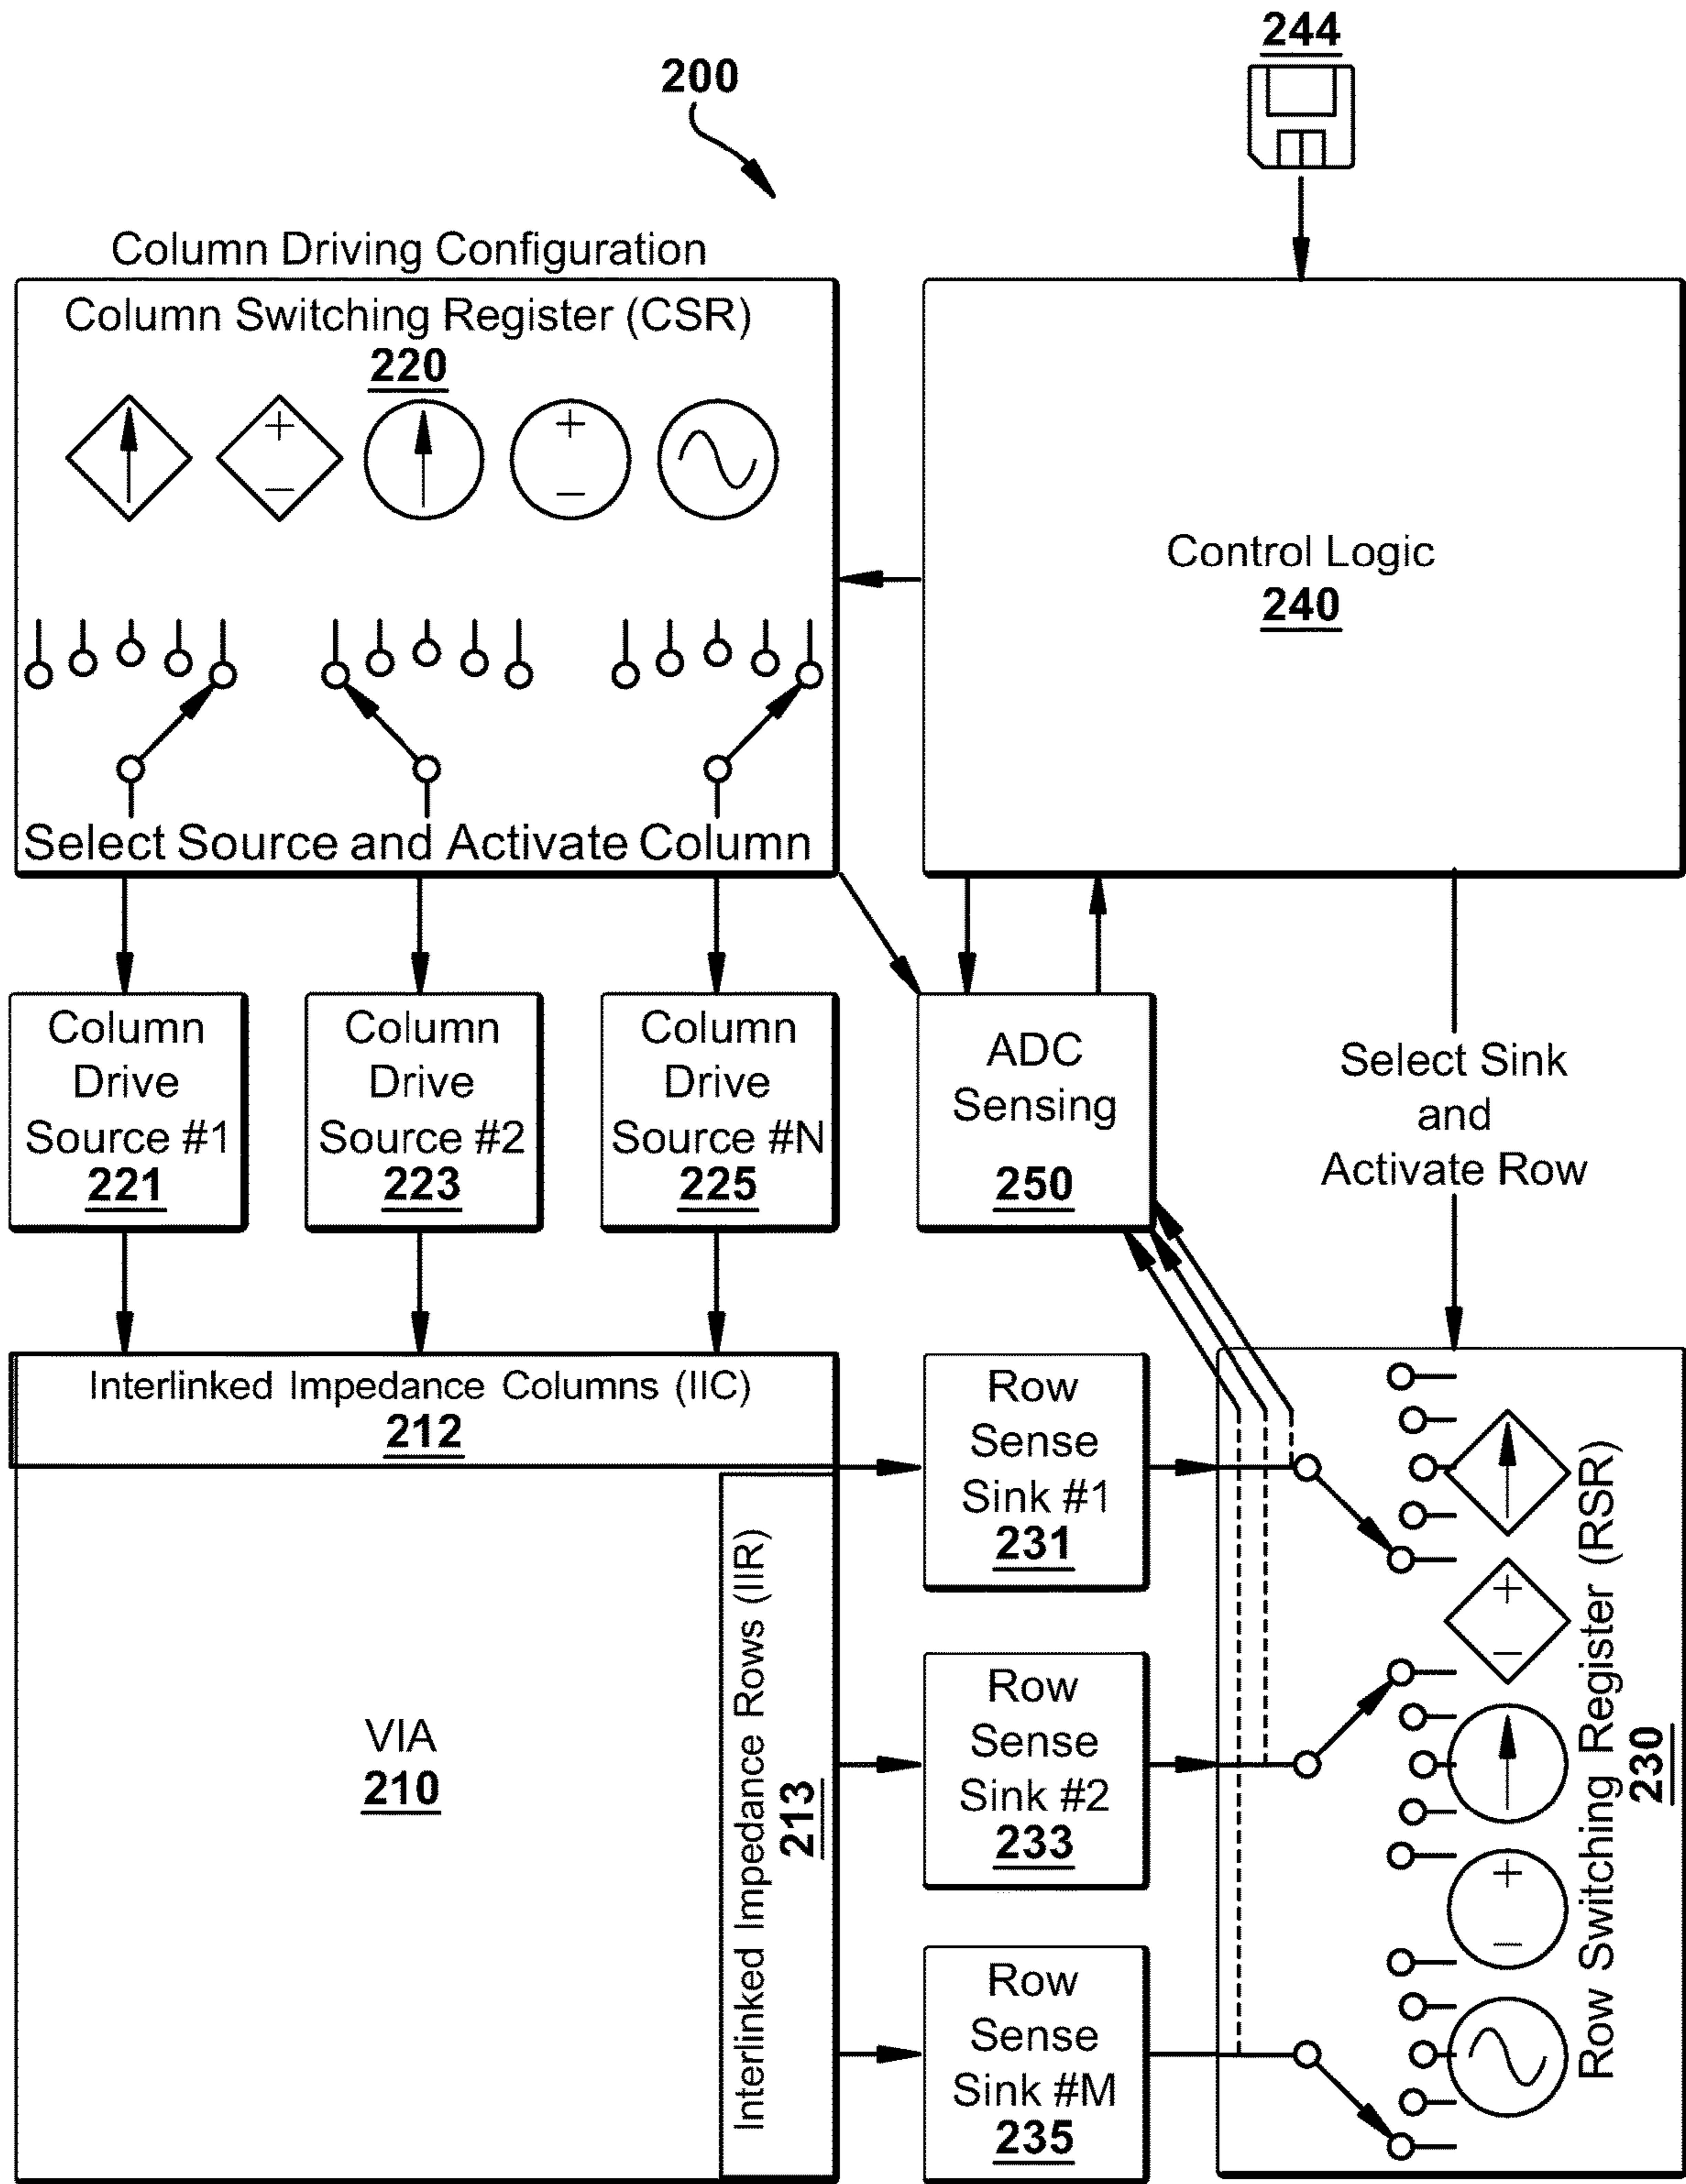 244
200
Column Driving Configuration
Column Switching Register (CSR)
220
+
−
+
−
Select Source and Activate Column
Control Logic
240
Column
Drive
Source #1
221
Column
Drive
Source #2
223
Column
Drive
Source #N
225
ADC
Sensing
250
Select Sink
and
Activate Row
Interlinked Impedance Columns (IIC)
212
VIA
210
Interlinked Impedance Rows (IIR)
213
Row
Sense
Sink #1
231
Row
Sense
Sink #2
233
Row
Sense
Sink #M
235
+
−
+
−
Row Switching Register (RSR)
230